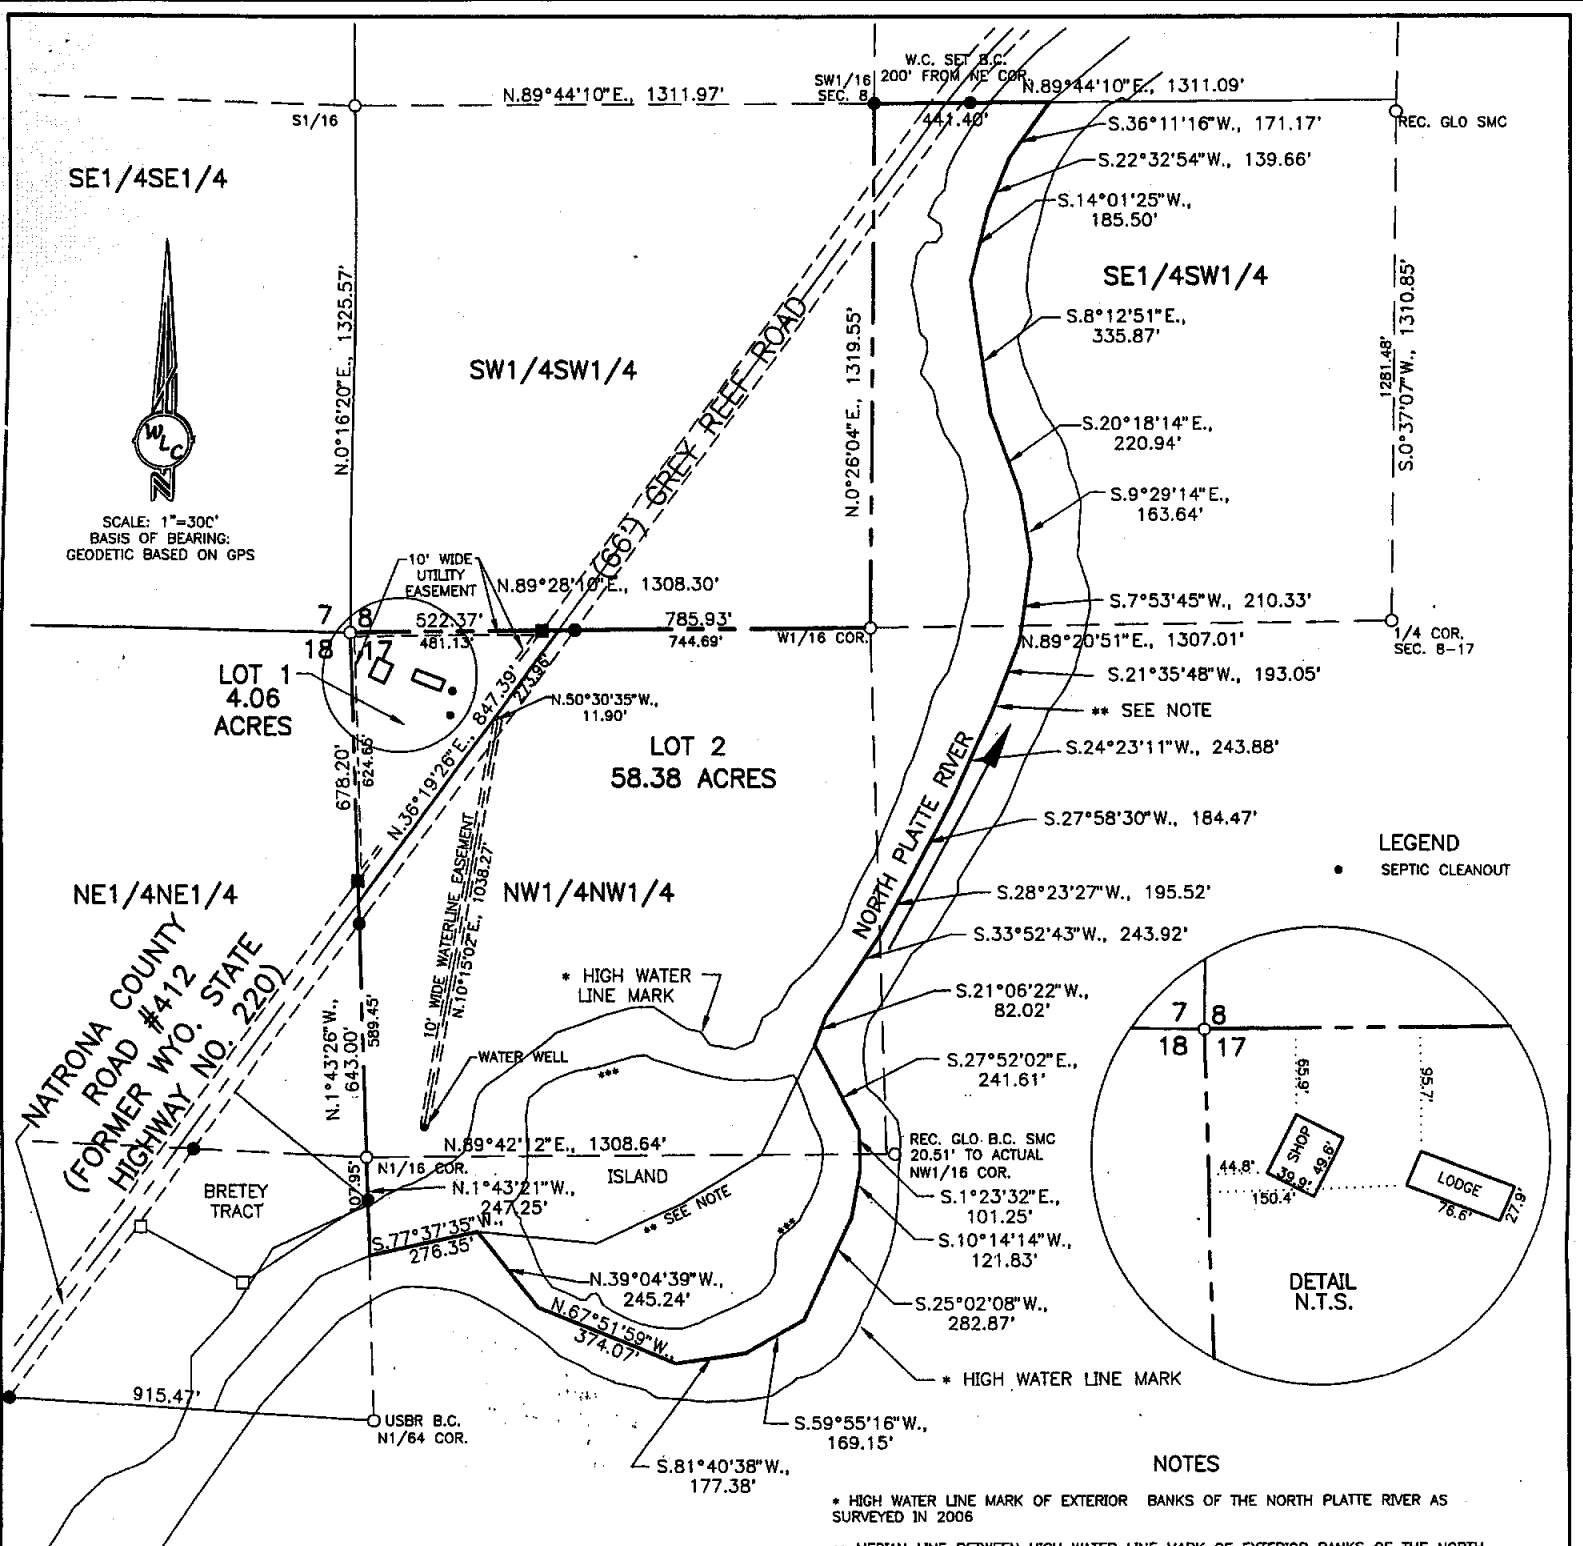 W.C. SET B.C.
200' FROM NE COR.
SW1/16
SEC. 8
N.89°44'10"E., 1311.97'
N.89°44'10"E., 1311.09'
S1/16
441.40'
REC. GLO SMC
S.36°11'16"W., 171.17'
S.22°32'54"W., 139.66'
SE1/4SE1/4
S.14°01'25"W.,
185.50'
SE1/4SW1/4
N.0°16'20"E., 1325.57'
N.0°26'04"E., 1319.55'
1281.48'
S.0°37'07"W., 1310.85'
S.8°12'51"E.,
335.87'
SW1/4SW1/4
(66') GREY REEF ROAD
S.20°18'14"E.,
220.94'
WLC
N
SCALE: 1"=300'
BASIS OF BEARING:
GEODETIC BASED ON GPS
S.9°29'14"E.,
163.64'
10' WIDE
UTILITY
EASEMENT
N.89°28'10"E., 1308.30'
S.7°53'45"W., 210.33'
7 8
18 17
522.37'
481.13'
785.93'
744.69'
W1/16 COR.
N.89°20'51"E., 1307.01'
1/4 COR.
SEC. 8-17
LOT 1
4.06
ACRES
S.21°35'48"W., 193.05'
N.50°30'35"W.,
11.90'
** SEE NOTE
N.36°19'26"E., 847.39'
273.96'
LOT 2
58.38 ACRES
S.24°23'11"W., 243.88'
678.20'
624.65'
NORTH PLATTE RIVER
S.27°58'30"W., 184.47'
LEGEND
SEPTIC CLEANOUT
NE1/4NE1/4
NW1/4NW1/4
S.28°23'27"W., 195.52'
10' WIDE WATERLINE EASEMENT
N.10°15'02"E., 1038.27'
S.33°52'43"W., 243.92'
NATRONA COUNTY
ROAD #412
(FORMER WYO. STATE
HIGHWAY NO. 220)
* HIGH WATER
LINE MARK
S.21°06'22"W.,
82.02'
N.1°43'26"W.,
643.00'
589.45'
WATER WELL
***
S.27°52'02"E.,
241.61'
N.89°42'12"E., 1308.64'
N1/16 COR.
ISLAND
REC. GLO B.C. SMC
20.51' TO ACTUAL
NW1/16 COR.
BRETEY
TRACT
N.1°43'21"W.,
247.25'
** SEE NOTE
S.1°23'32"E.,
101.25'
S.77°37'35"W.,
276.35'
***
S.10°14'14"W.,
121.83'
N.39°04'39"W.,
245.24'
S.25°02'08"W.,
282.87'
N.67°51'59"W.,
374.07'
* HIGH WATER LINE MARK
915.47'
USBR B.C.
N1/64 COR.
S.59°55'16"W.,
169.15'
S.81°40'38"W.,
177.38'
7 8
18 17
65.9'
95.7'
SHOP
49.6'
39.9'
44.8'
150.4'
LODGE
76.6'
27.9'
DETAIL
N.T.S.
NOTES
* HIGH WATER LINE MARK OF EXTERIOR BANKS OF THE NORTH PLATTE RIVER AS
SURVEYED IN 2006
MEDIAN LINE BETWEEN HIGH WATER LINE MARK OF EXTERIOR BANKS OF THE NORTH